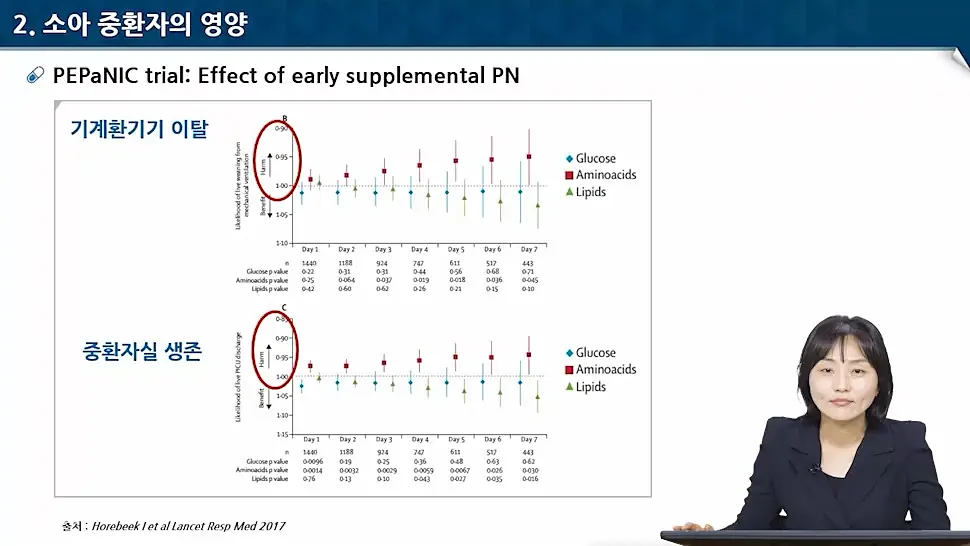 2. 소아 중환자의 영양
PEPaNIC trial: Effect of early supplemental PN
기계환기기 이탈
B
0·90
0·95
1·00
1·05
1·10
Likelihood of live weaning from
mechanical ventilation
Harm
Benefit
Glucose
Aminoacids
Lipids
Day 1 Day 2 Day 3 Day 4 Day 5 Day 6 Day 7
n 1440 1188 924 747 611 517 443
Glucose p value 0·22 0·31 0·31 0·44 0·56 0·68 0·71
Aminoacids p value 0·25 0·064 0·037 0·019 0·018 0·036 0·045
Lipids p value 0·42 0·60 0·62 0·26 0·21 0·15 0·10
중환자실 생존
C
0·85
0·90
0·95
1·00
1·05
1·10
1·15
Likelihood of live PICU discharge
Harm
Benefit
Glucose
Aminoacids
Lipids
Day 1 Day 2 Day 3 Day 4 Day 5 Day 6 Day 7
n 1440 1188 924 747 611 517 443
Glucose p value 0·0096 0·19 0·25 0·36 0·48 0·63 0·62
Aminoacids p value 0·0014 0·0032 0·0029 0·0059 0·0067 0·026 0·030
Lipids p value 0·76 0·13 0·10 0·043 0·027 0·035 0·016
출처 : Horebeek I et al Lancet Resp Med 2017